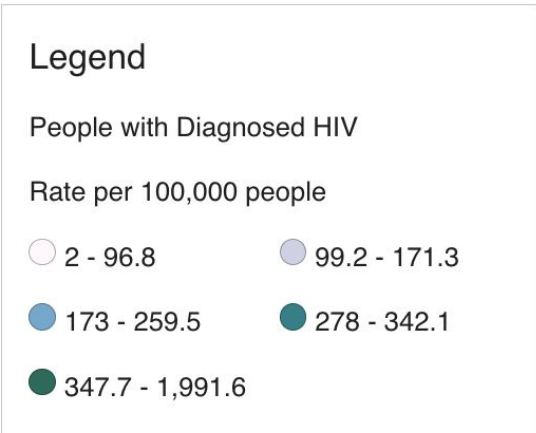 Legend
People with Diagnosed HIV
Rate per 100,000 people
2 - 96.8 99.2 - 171.3
173 - 259.5 278 - 342.1
347.7 - 1,991.6